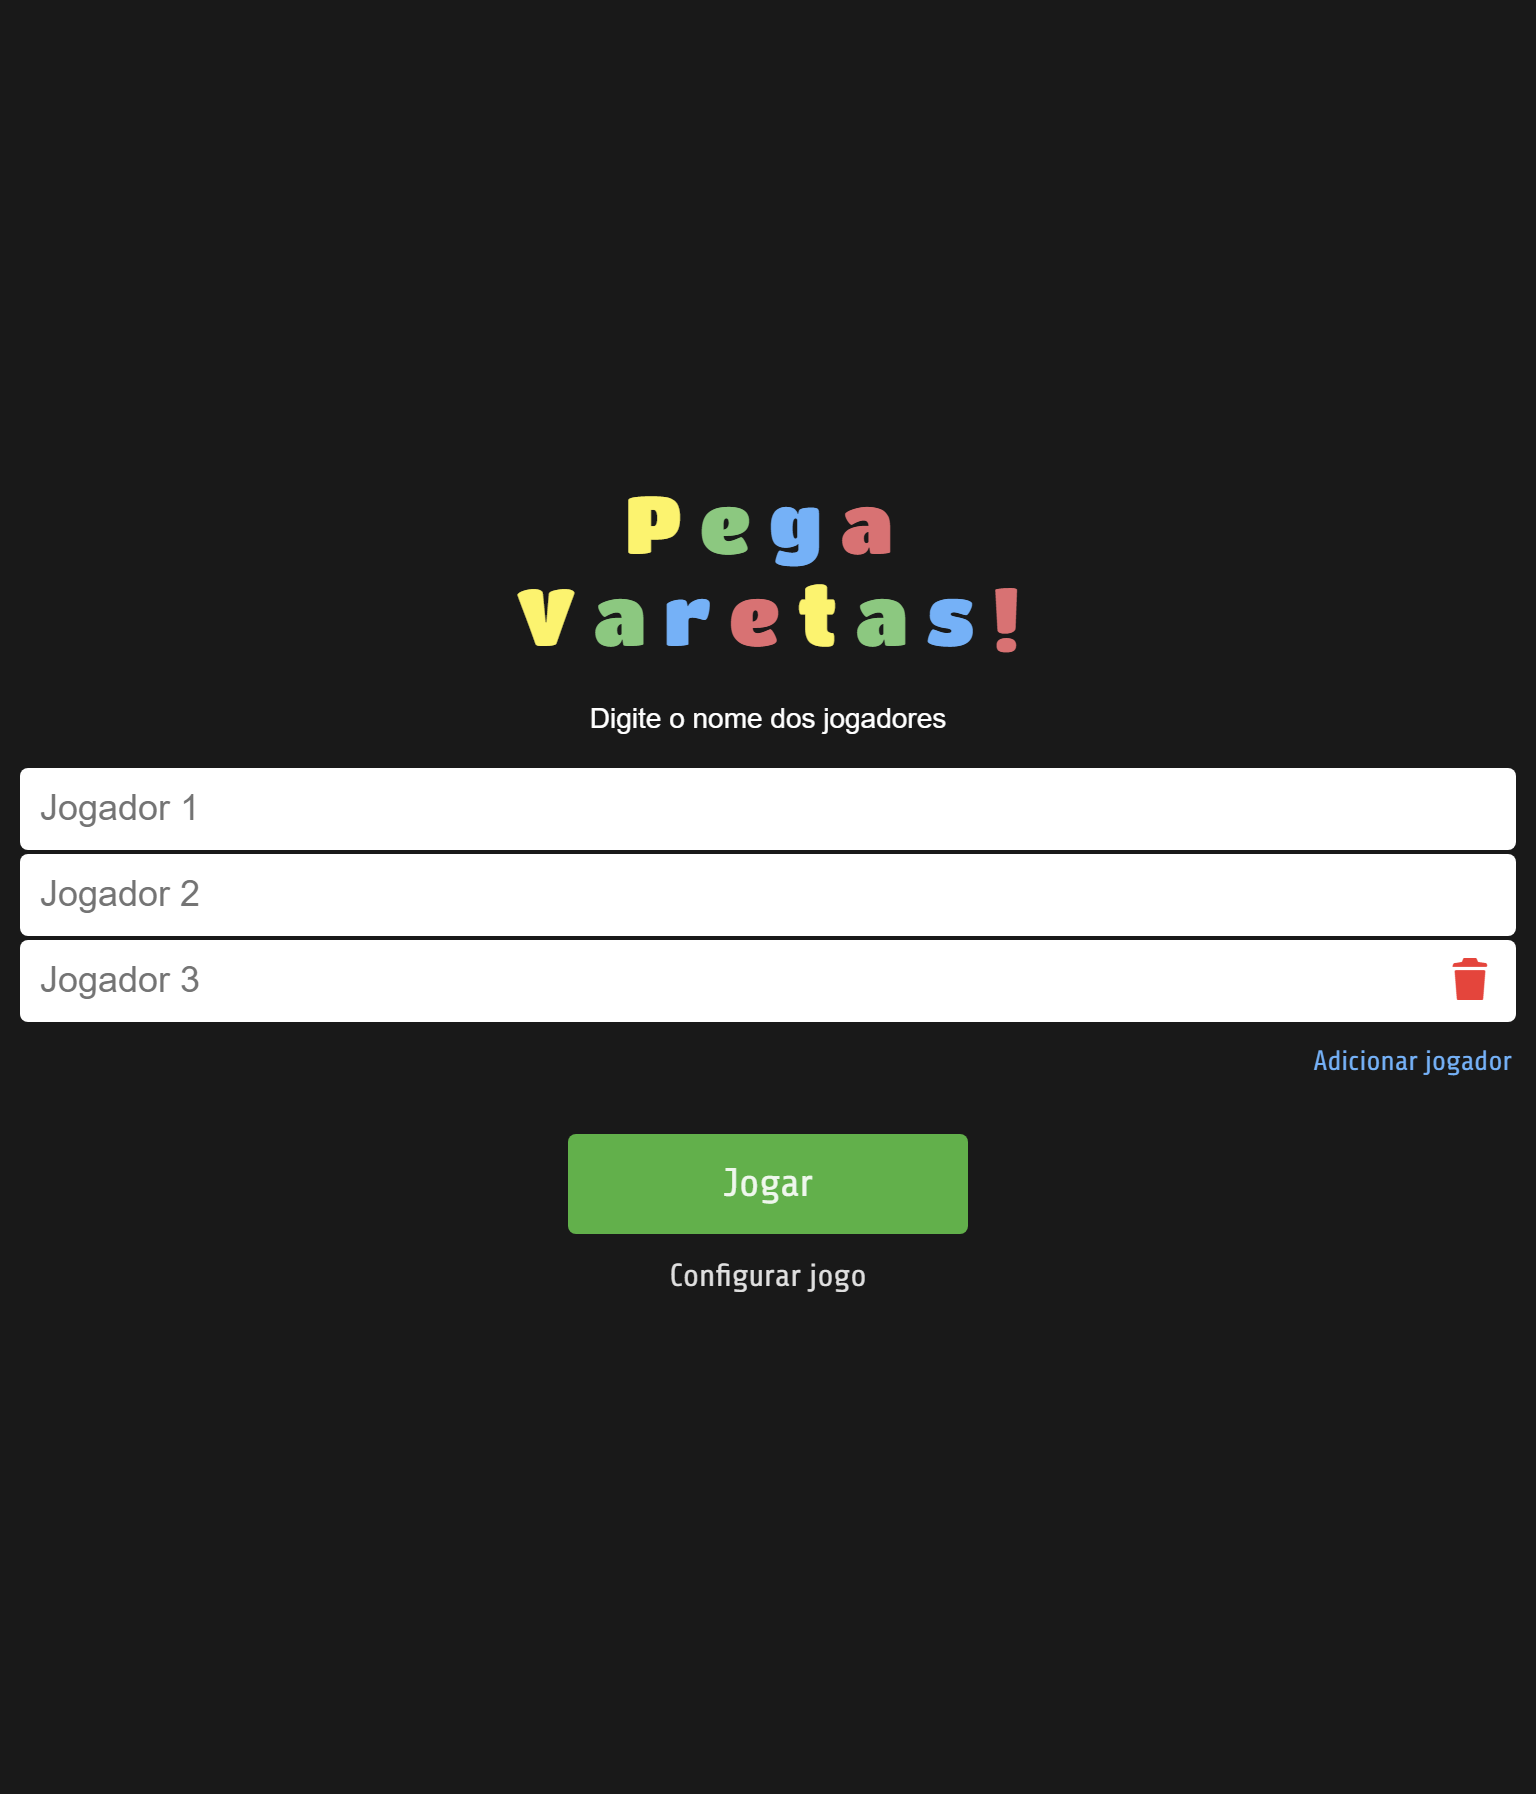 Pega
Varetas!
Digite o nome dos jogadores
Jogador 1
Jogador 2
Jogador 3
Adicionar jogador
Jogar
Configurar jogo